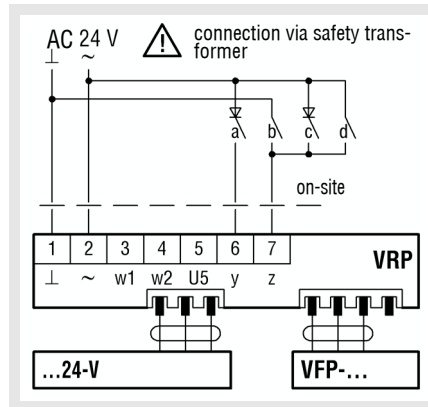 AC 24 V
⊥ ~
connection via safety trans-
former
a b c d
on-site
1 2 3 4 5 6 7
VRP
⊥ ~ w1 w2 U5 y z
...24-V
VFP-...